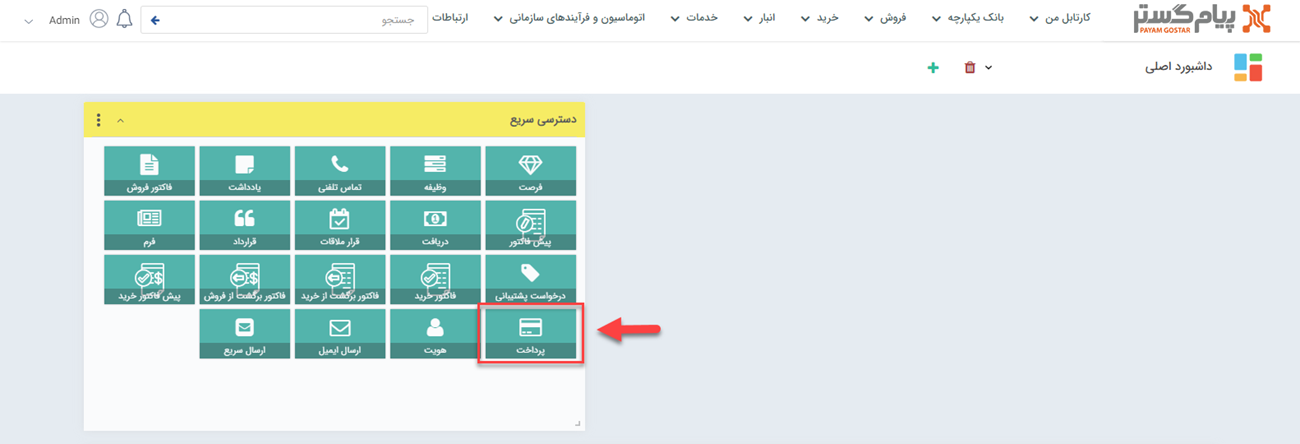 پیام گستر
PAYAM GOSTAR
کارتابل من
بانک یکپارچه
فروش
خرید
انبار
خدمات
اتوماسیون و فرآیندهای سازمانی
ارتباطات
جستجو
Admin
داشبورد اصلی
دسترسی سریع
فرصت
وظیفه
تماس تلفنی
یادداشت
فاکتور فروش
پیش فاکتور
دریافت
قرار ملاقات
قرارداد
فرم
درخواست پشتیبانی
فاکتور خرید
فاکتور برگشت از خرید
فاکتور برگشت از فروش
پیش فاکتور خرید
پرداخت
هویت
ارسال ایمیل
ارسال سریع